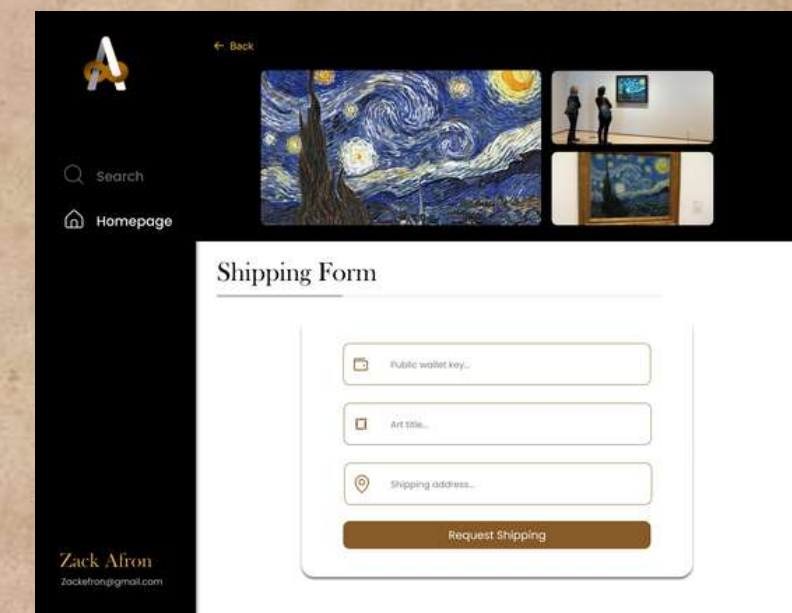 ← Back
Search
Homepage
Shipping Form
Public wallet key...
Art title...
Shipping address...
Request Shipping
Zack Afron
Zackefron@gmail.com